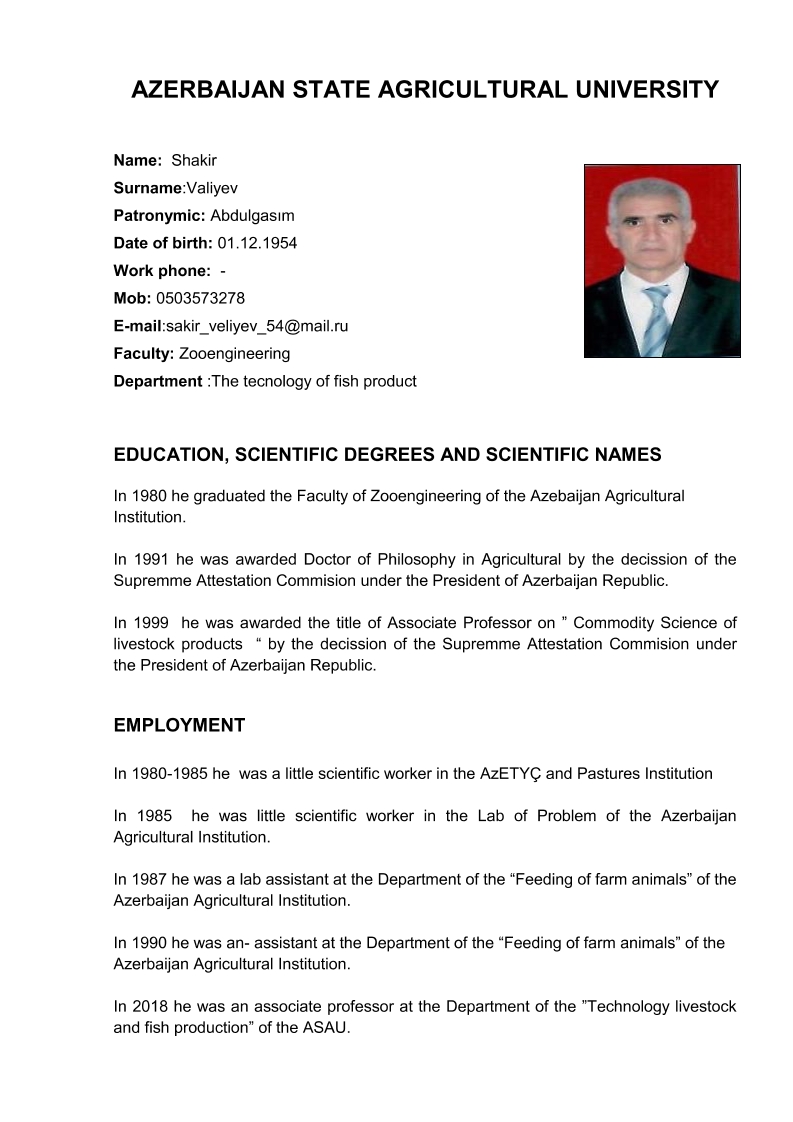 AZERBAIJAN STATE AGRICULTURAL UNIVERSITY
Name:  Shakir
Surname:Valiyev
Patronymic: Abdulgasım
Date of birth: 01.12.1954
Work phone:  -
Mob: 0503573278
E-mail:sakir_veliyev_54@mail.ru
Faculty: Zooengineering
Department :The tecnology of fish product
EDUCATION, SCIENTIFIC DEGREES AND SCIENTIFIC NAMES
In 1980 he graduated the Faculty of Zooengineering of the Azebaijan Agricultural
Institution.
In 1991 he was awarded Doctor of Philosophy in Agricultural by the decission of the
Supremme Attestation Commision under the President of Azerbaijan Republic.
In 1999  he was awarded the title of Associate Professor on ” Commodity Science of
livestock products  “ by the decission of the Supremme Attestation Commision under
the President of Azerbaijan Republic.
EMPLOYMENT
In 1980-1985 he  was a little scientific worker in the AzETYÇ and Pastures Institution
In 1985  he was little scientific worker in the Lab of Problem of the Azerbaijan
Agricultural Institution.
In 1987 he was a lab assistant at the Department of the “Feeding of farm animals” of the
Azerbaijan Agricultural Institution.
In 1990 he was an- assistant at the Department of the “Feeding of farm animals” of the
Azerbaijan Agricultural Institution.
In 2018 he was an associate professor at the Department of the ”Technology livestock
and fish production” of the ASAU.